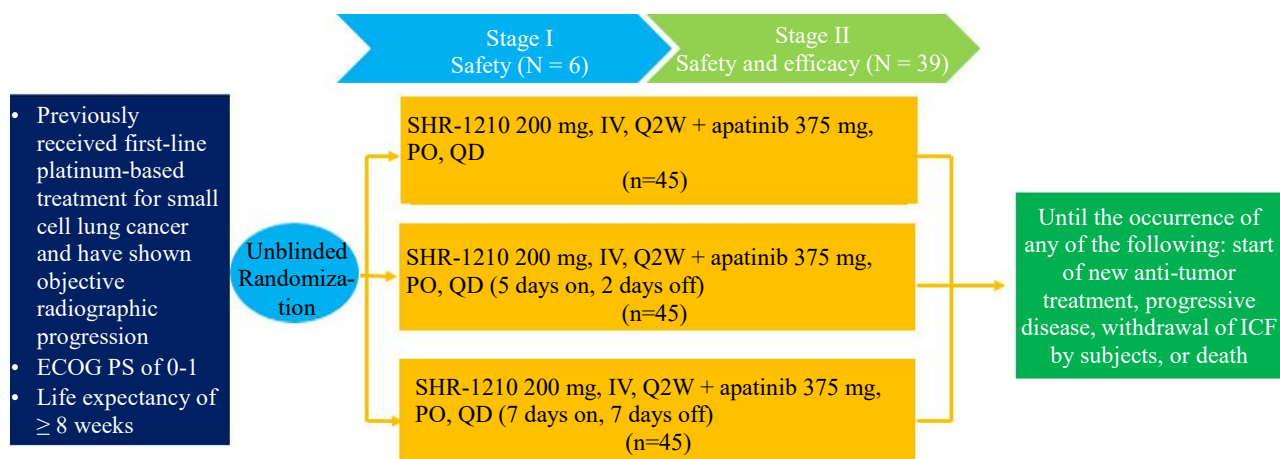 Stage I
Safety (N = 6)
Stage II
Safety and efficacy (N = 39)
• Previously
received first-line
platinum-based
treatment for small
cell lung cancer
and have shown
objective
radiographic
progression
• ECOG PS of 0-1
• Life expectancy of
≥ 8 weeks
Unblinded
Randomiza-
tion
SHR-1210 200 mg, IV, Q2W + apatinib 375 mg,
PO, QD
(n=45)
SHR-1210 200 mg, IV, Q2W + apatinib 375 mg,
PO, QD (5 days on, 2 days off)
(n=45)
SHR-1210 200 mg, IV, Q2W + apatinib 375 mg,
PO, QD (7 days on, 7 days off)
(n=45)
Until the occurrence of
any of the following: start
of new anti-tumor
treatment, progressive
disease, withdrawal of ICF
by subjects, or death